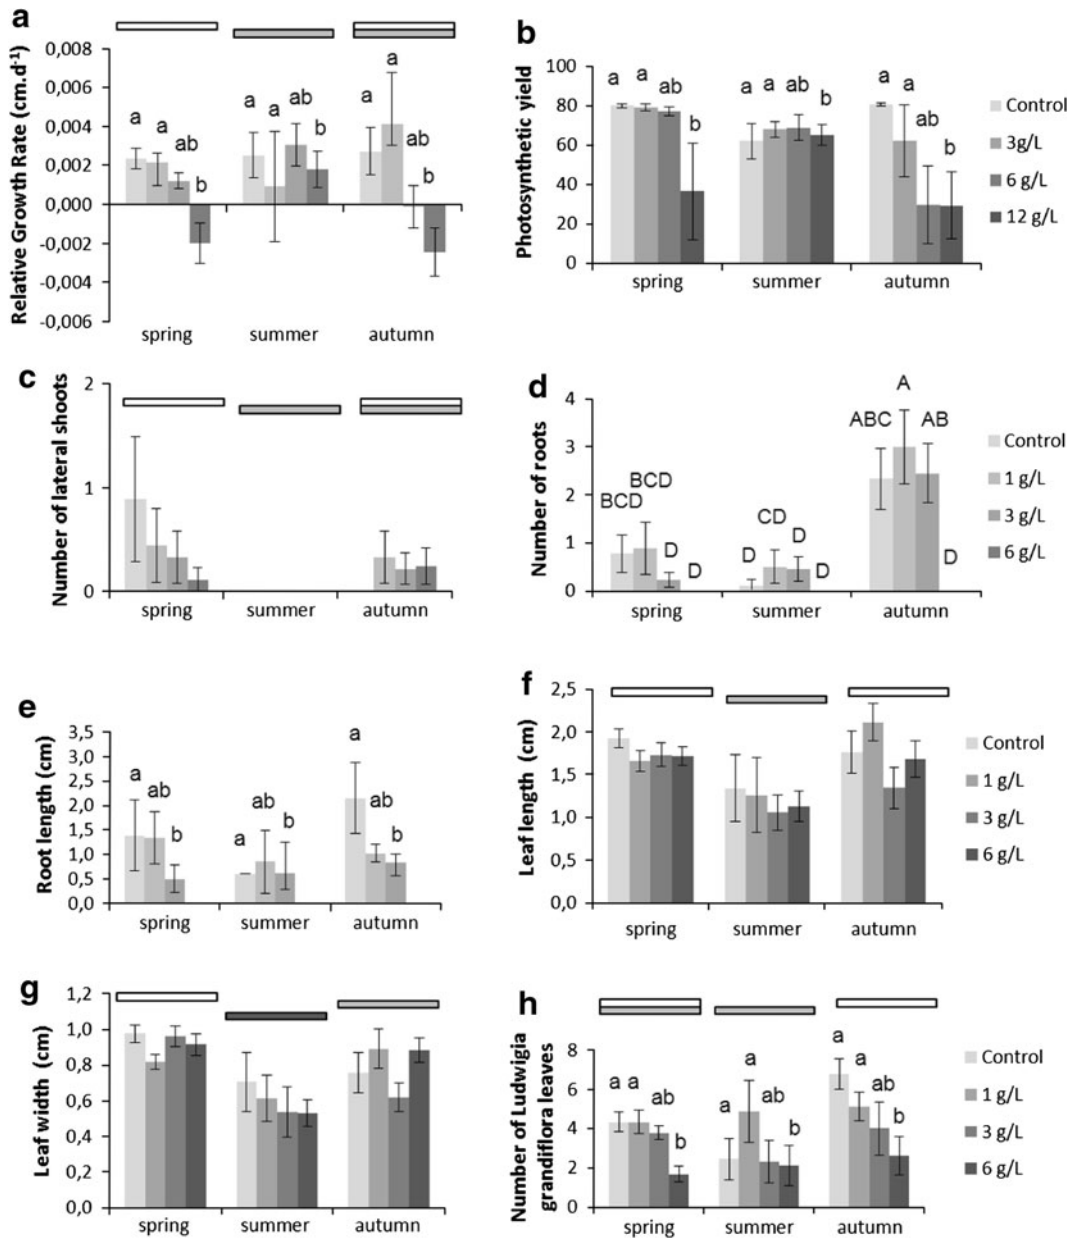 a
Relative Growth Rate (cm.d-1)
0,008
0,006
0,004
0,002
0,000
-0,002
-0,004
-0,006
a a ab b
a a ab b
a a ab b
spring summer autumn
b
Photosynthetic yield
100
80
60
40
20
0
a a ab b
a a ab b
a a ab b
spring summer autumn
Control
3g/L
6 g/L
12 g/L
c
Number of lateral shoots
2
1
0
spring summer autumn
d
Number of roots
4
3
2
1
0
BCD BCD D D
D CD D D
ABC A AB D
spring summer autumn
Control
1 g/L
3 g/L
6 g/L
e
Root length (cm)
3,5
3,0
2,5
2,0
1,5
1,0
0,5
0,0
a ab b
a ab b
a ab b
spring summer autumn
f
Leaf length (cm)
2,5
2,0
1,5
1,0
0,5
0,0
spring summer autumn
Control
1 g/L
3 g/L
6 g/L
g
Leaf width (cm)
1,2
1,0
0,8
0,6
0,4
0,2
0,0
spring summer autumn
h
Number of Ludwigia
grandiflora leaves
8
6
4
2
0
a a ab b
a a ab b
a a ab b
spring summer autumn
Control
1 g/L
3 g/L
6 g/L